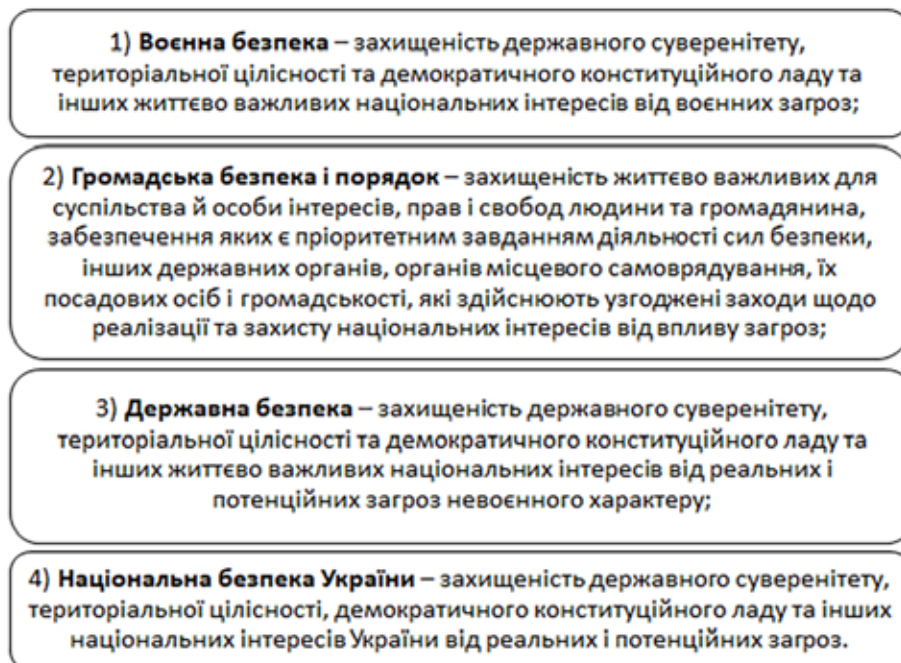 1) Воєнна безпека – захищеність державного суверенітету,
територіальної цілісності та демократичного конституційного ладу та
інших життєво важливих національних інтересів від воєнних загроз;
2) Громадська безпека і порядок – захищеність життєво важливих для
суспільства й особи інтересів, прав і свобод людини та громадянина,
забезпечення яких є пріоритетним завданням діяльності сил безпеки,
інших державних органів, органів місцевого самоврядування, їх
посадових осіб і громадськості, які здійснюють узгоджені заходи щодо
реалізації та захисту національних інтересів від впливу загроз;
3) Державна безпека – захищеність державного суверенітету,
територіальної цілісності та демократичного конституційного ладу та
інших життєво важливих національних інтересів від реальних і
потенційних загроз невоєнного характеру;
4) Національна безпека України – захищеність державного суверенітету,
територіальної цілісності, демократичного конституційного ладу та інших
національних інтересів України від реальних і потенційних загроз.